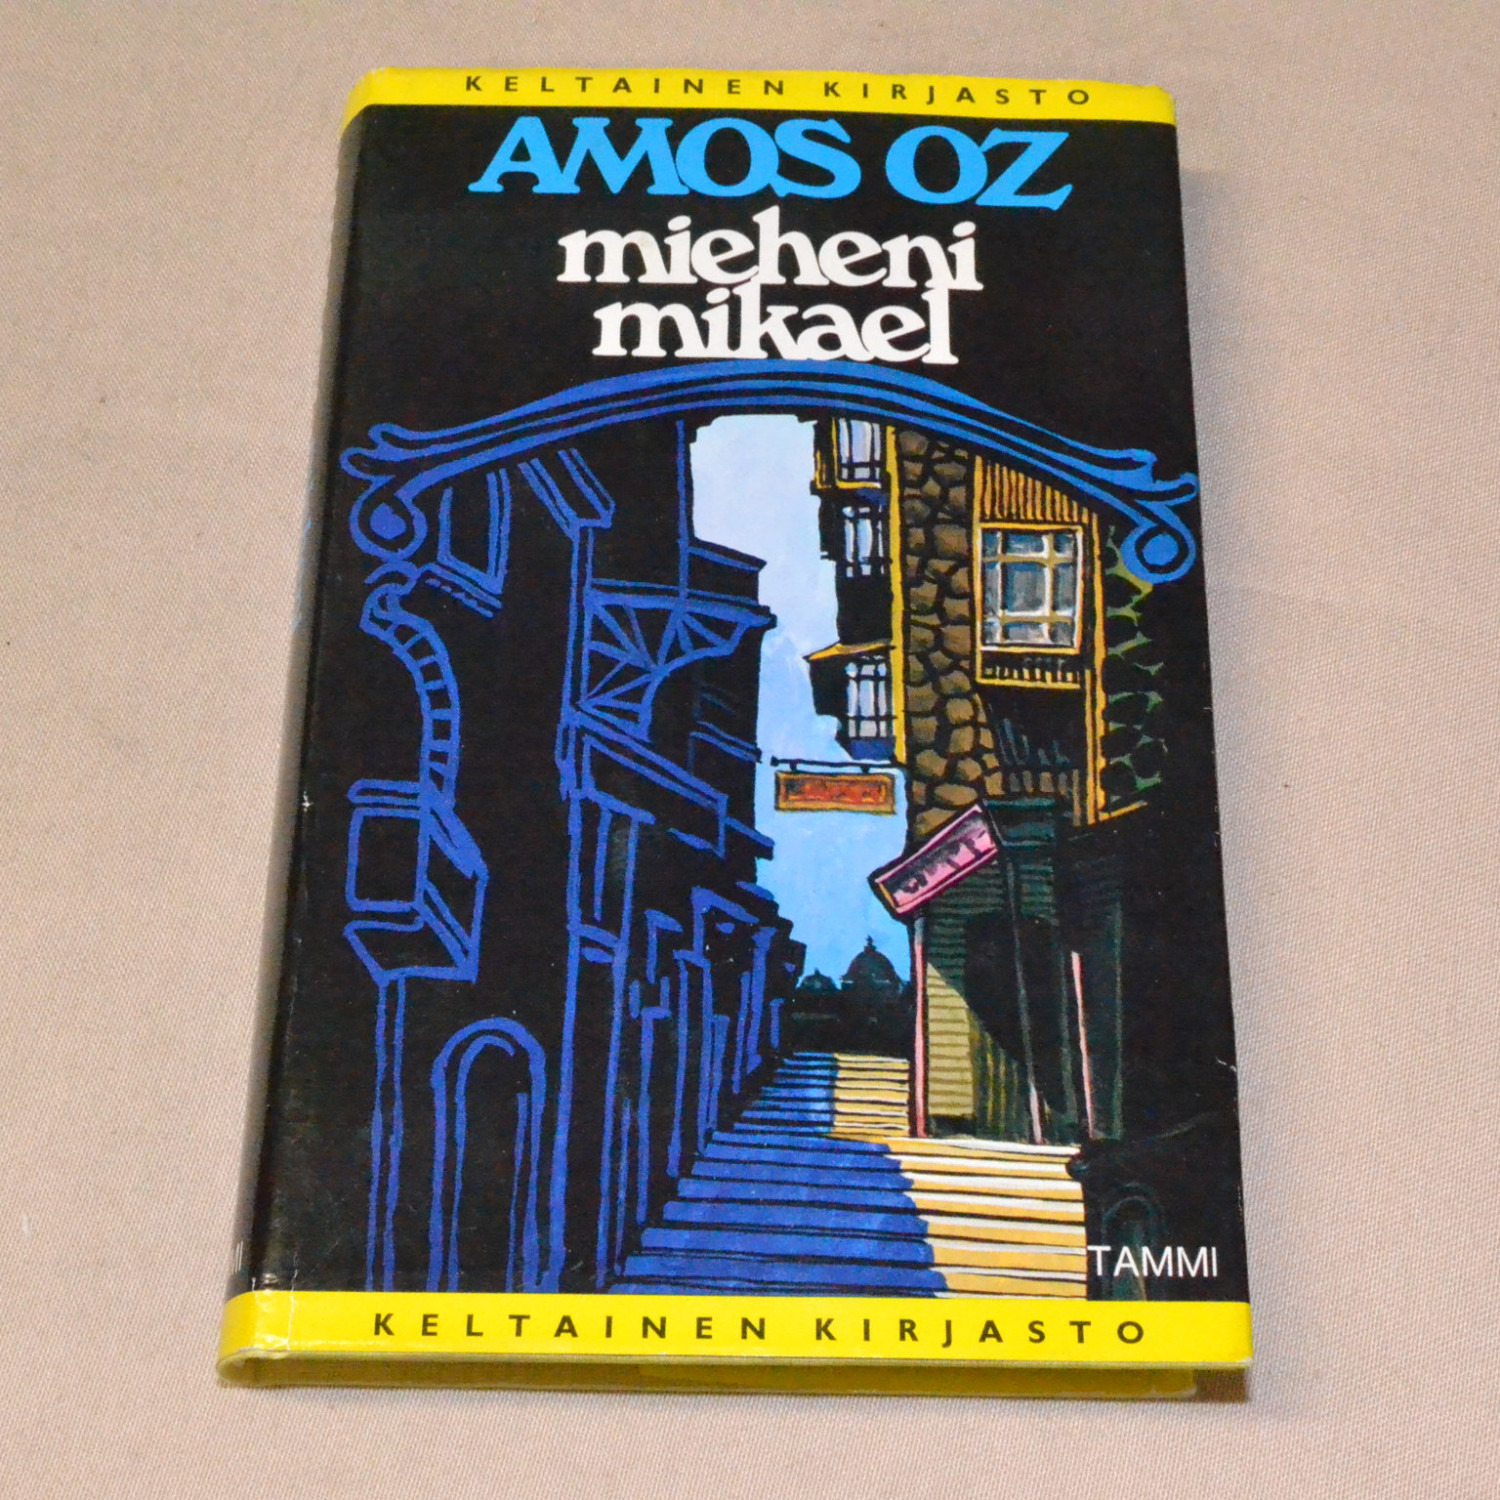 KELTAINEN KIRJASTO
AMOS OZ
mieheni
mikael
TAMMI
KELTAINEN KIRJASTO